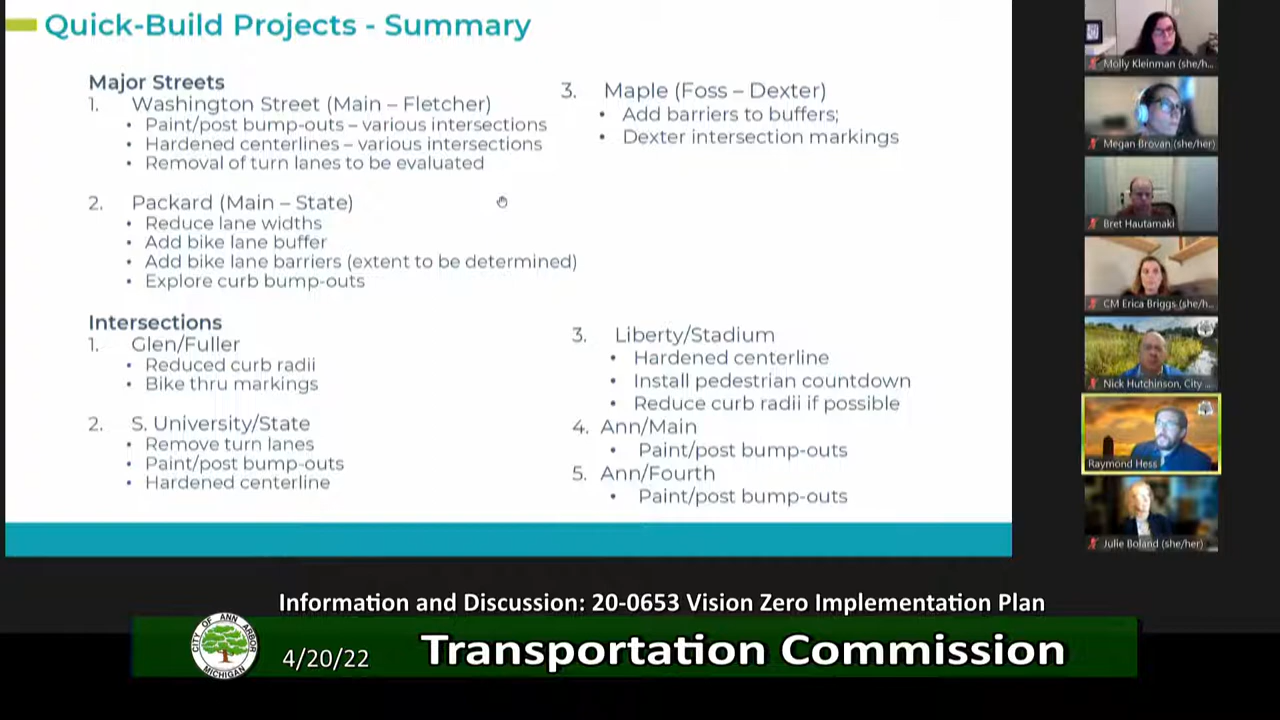 Quick-Build Projects - Summary
Major Streets
1. Washington Street (Main – Fletcher)
• Paint/post bump-outs – various intersections
• Hardened centerlines – various intersections
• Removal of turn lanes to be evaluated
2. Packard (Main – State)
• Reduce lane widths
• Add bike lane buffer
• Add bike lane barriers (extent to be determined)
• Explore curb bump-outs
3. Maple (Foss – Dexter)
• Add barriers to buffers;
• Dexter intersection markings
Intersections
1. Glen/Fuller
• Reduced curb radii
• Bike thru markings
2. S. University/State
• Remove turn lanes
• Paint/post bump-outs
• Hardened centerline
3. Liberty/Stadium
• Hardened centerline
• Install pedestrian countdown
• Reduce curb radii if possible
4. Ann/Main
• Paint/post bump-outs
5. Ann/Fourth
• Paint/post bump-outs
Molly Kleinman (she/h...
Megan Brovan (she/her)
Bret Hautamaki
CM Erica Briggs (she/h...
Nick Hutchinson, City ...
Raymond Hess
Julie Boland (she/her)
Information and Discussion: 20-0653 Vision Zero Implementation Plan
CITY OF ANN ARBOR
MICHIGAN
4/20/22
Transportation Commission